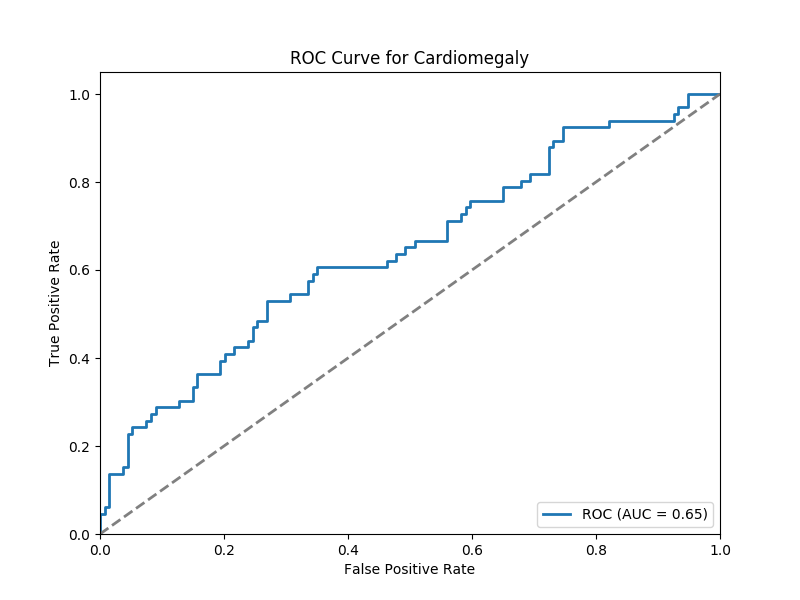 ROC Curve for Cardiomegaly
True Positive Rate
1.0
0.8
0.6
0.4
0.2
0.0
0.0 0.2 0.4 0.6 0.8 1.0
False Positive Rate
ROC (AUC = 0.65)